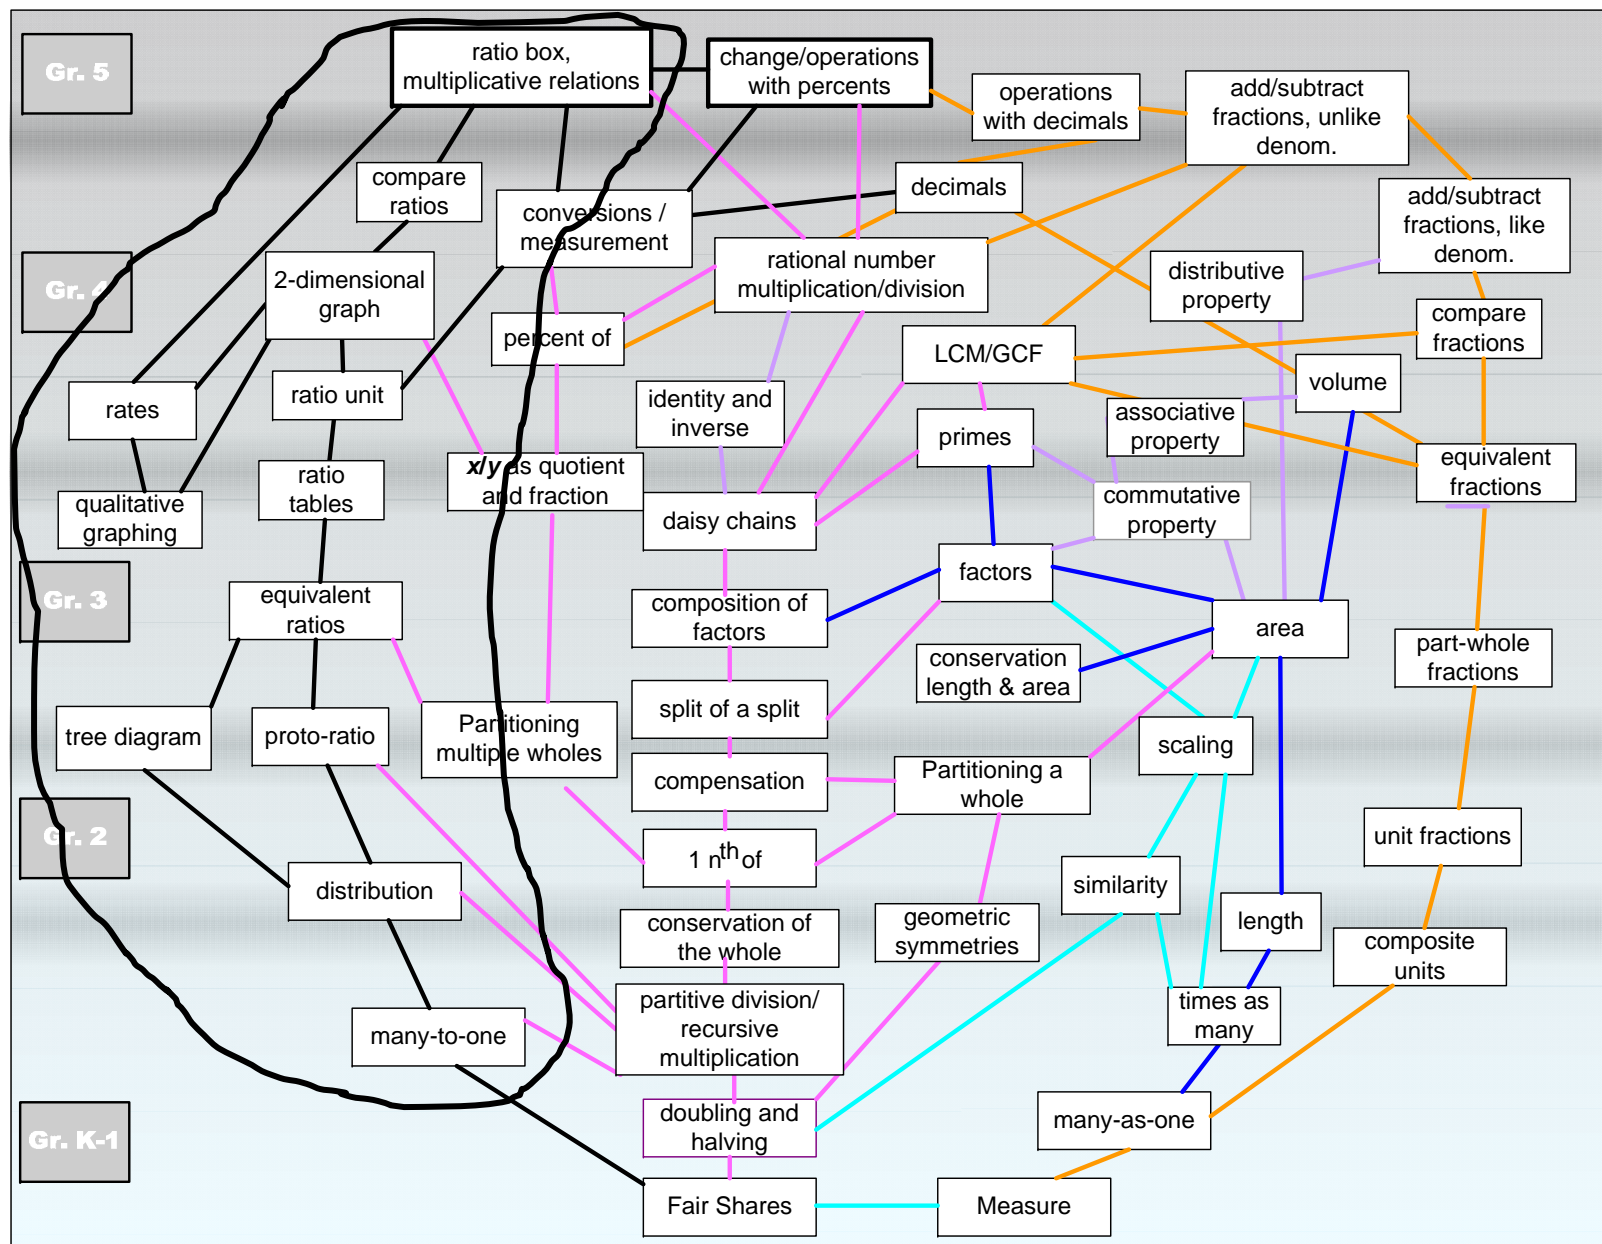 Gr. 5
ratio box,
multiplicative relations
change/operations
with percents
operations
with decimals
add/subtract
fractions, unlike
denom.
compare
ratios
conversions /
measurement
decimals
add/subtract
fractions, like
denom.
Gr. 4
2-dimensional
graph
rational number
multiplication/division
distributive
property
percent of
LCM/GCF
compare
fractions
rates
ratio unit
identity and
inverse
primes
associative
property
volume
qualitative
graphing
ratio
tables
x/y as quotient
and fraction
daisy chains
commutative
property
equivalent
fractions
Gr. 3
equivalent
ratios
composition of
factors
factors
area
conservation
length & area
part-whole
fractions
tree diagram
proto-ratio
Partitioning
multiple wholes
split of a split
scaling
compensation
Partitioning a
whole
Gr. 2
1 nth of
unit fractions
distribution
similarity
conservation of
the whole
geometric
symmetries
length
composite
units
many-to-one
partitive division/
recursive
multiplication
times as
many
Gr. K-1
doubling and
halving
many-as-one
Fair Shares
Measure